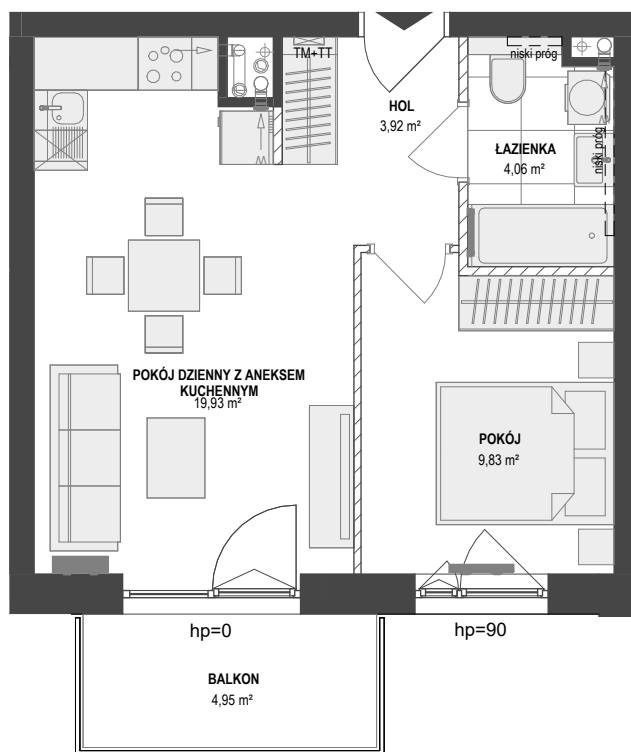 TM+TT
niski próg
HOL
3,92 m²
ŁAZIENKA
4,06 m²
niski próg
POKÓJ DZIENNY Z ANEKSEM
KUCHENNYM
19,93 m²
POKÓJ
9,83 m²
hp=0
hp=90
BALKON
4,95 m²